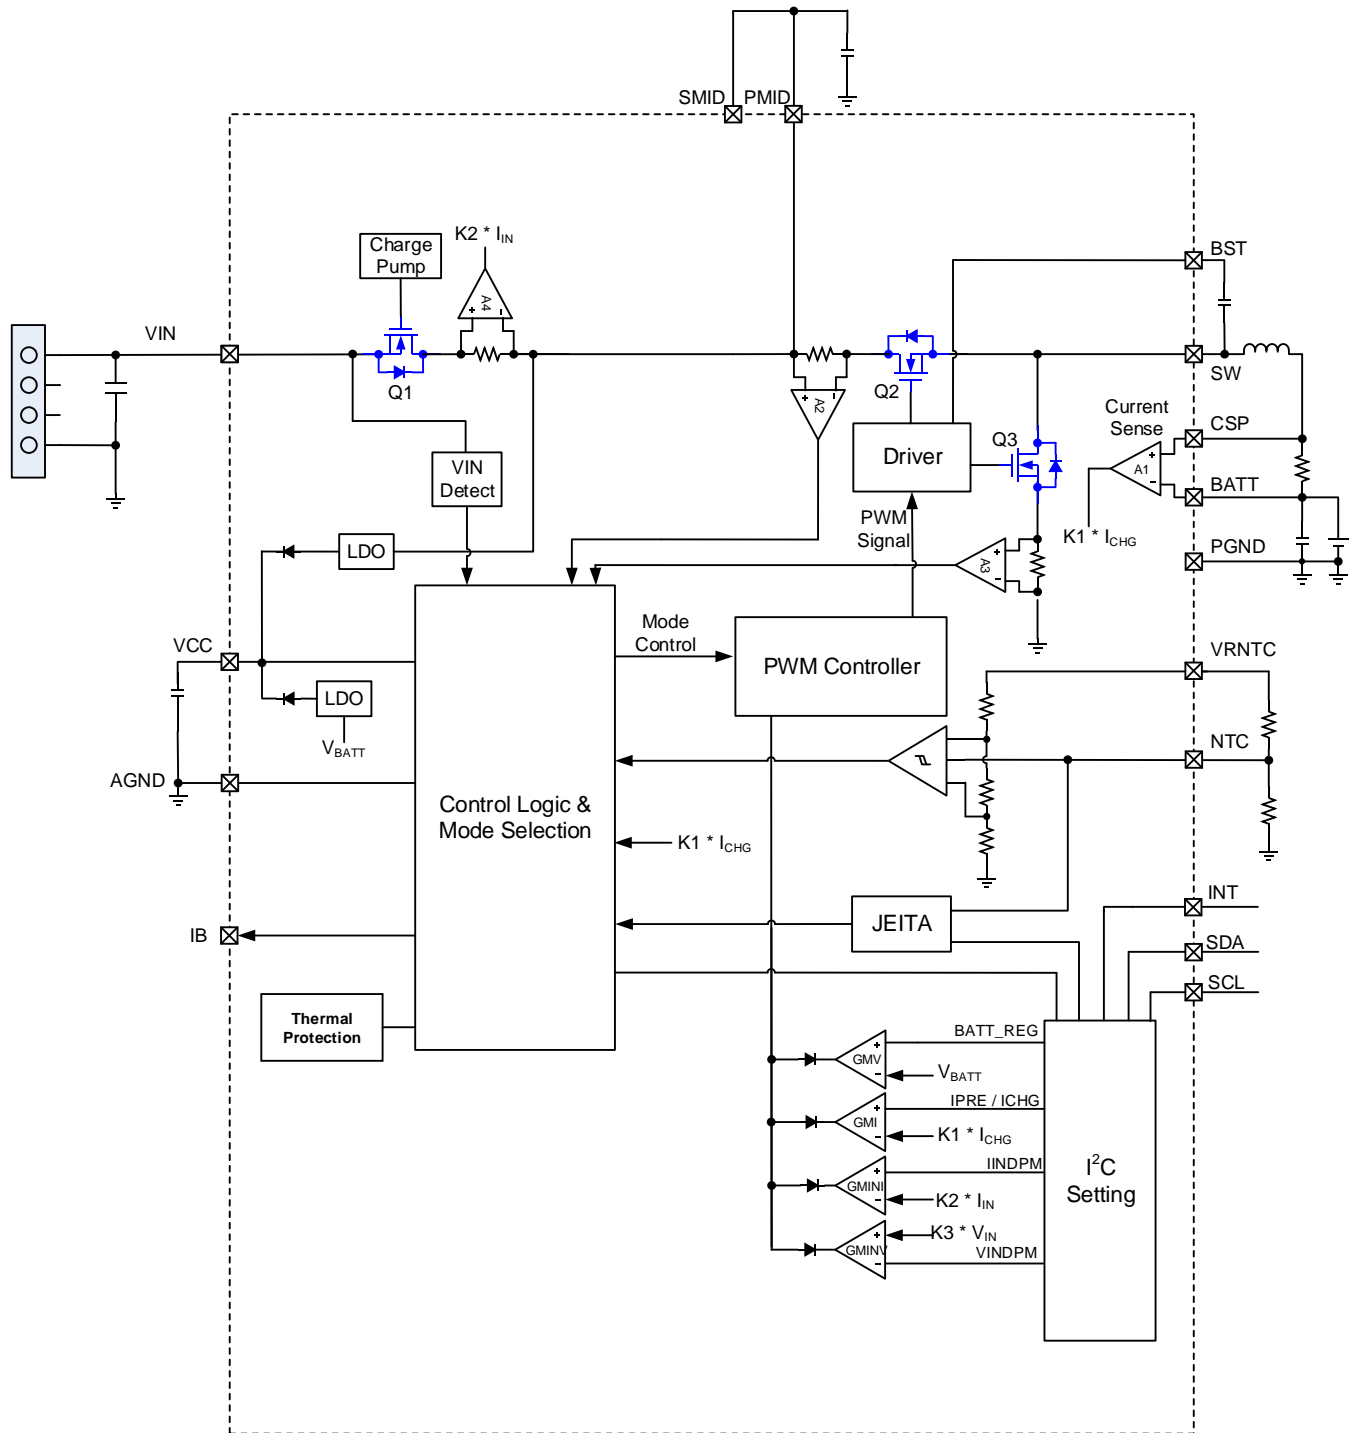 SMID PMID
K2 * IIN
Charge
Pump
A4
BST
VIN
Q1
A2
Q2
SW
Current
Sense
CSP
Q3
A1
VIN
Detect
Driver
BATT
PWM
Signal
K1 * ICHG
LDO
A3
PGND
VCC
Mode
Control
PWM Controller
VRNTC
LDO
VBATT
NTC
AGND
Control Logic &
Mode Selection
K1 * ICHG
INT
JEITA
IB
SDA
SCL
Thermal
Protection
BATT_REG
GMV
VBATT
IPRE / ICHG
GMI
K1 * ICHG
IINDPM
GMINI
K2 * IIN
I2C
Setting
K3 * VIN
GMINV
VINDPM